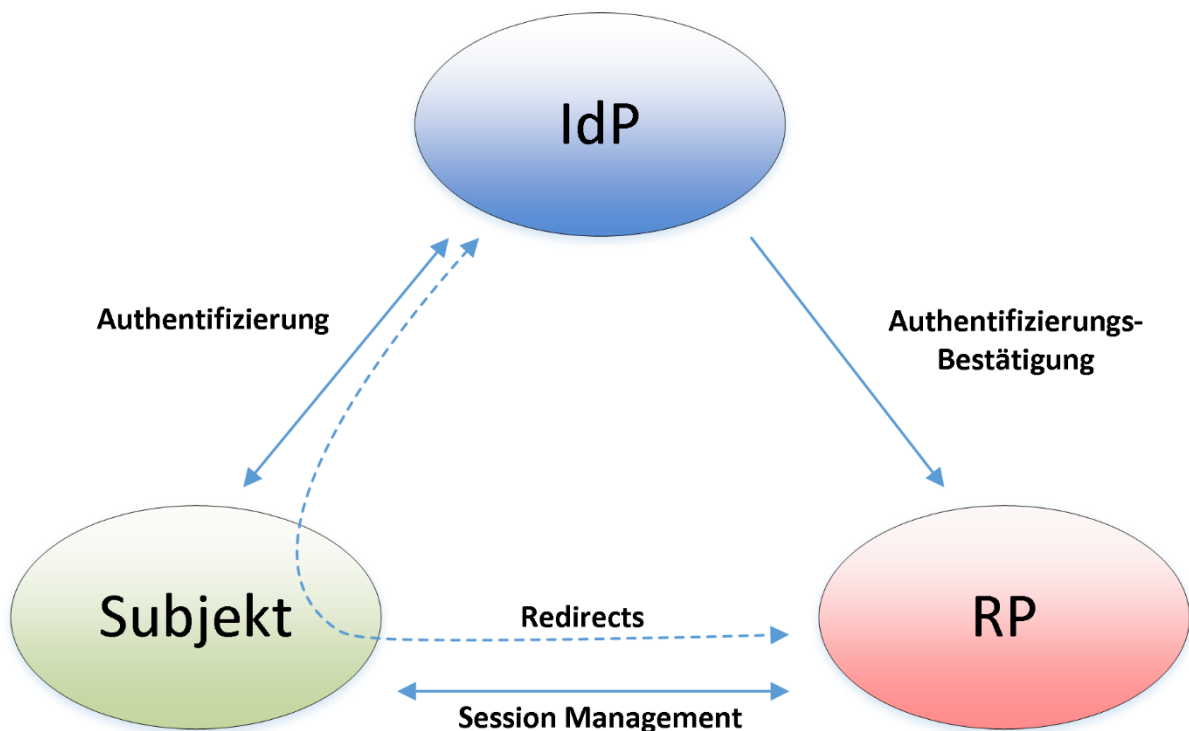 IdP
Authentifizierung
Authentifizierungs-
Bestätigung
Subjekt
Redirects
RP
Session Management